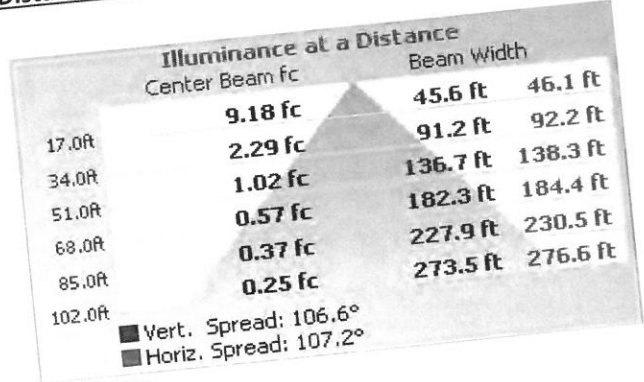 Illuminance at a Distance
Center Beam fc Beam Width
17.0ft 9.18 fc 45.6 ft 46.1 ft
34.0ft 2.29 fc 91.2 ft 92.2 ft
51.0ft 1.02 fc 136.7 ft 138.3 ft
68.0ft 0.57 fc 182.3 ft 184.4 ft
85.0ft 0.37 fc 227.9 ft 230.5 ft
102.0ft 0.25 fc 273.5 ft 276.6 ft
Vert. Spread: 106.6°
Horiz. Spread: 107.2°